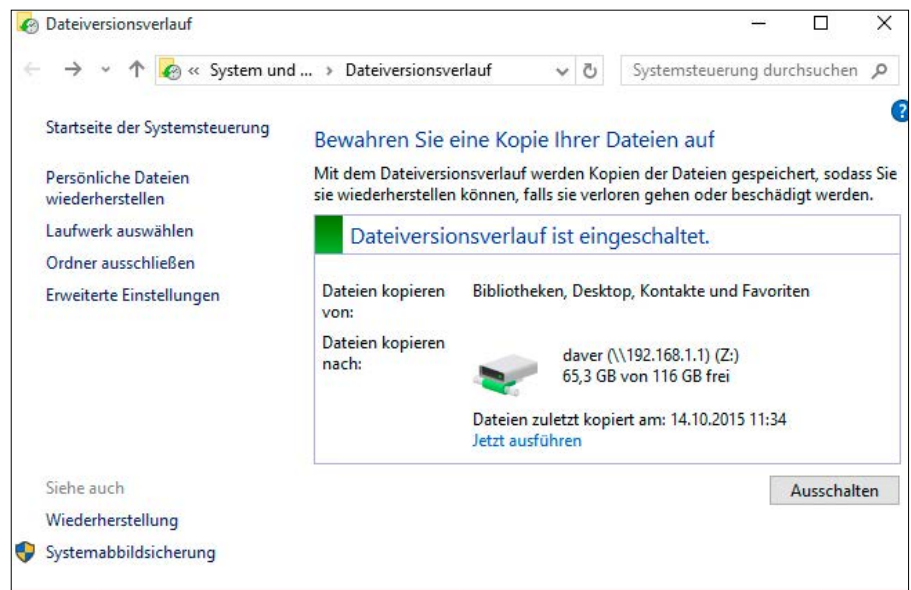 Dateiversionsverlauf
« System und ... › Dateiversionsverlauf
Systemsteuerung durchsuchen
?
Startseite der Systemsteuerung
Persönliche Dateien
wiederherstellen
Laufwerk auswählen
Ordner ausschließen
Erweiterte Einstellungen
Bewahren Sie eine Kopie Ihrer Dateien auf
Mit dem Dateiversionsverlauf werden Kopien der Dateien gespeichert, sodass Sie
sie wiederherstellen können, falls sie verloren gehen oder beschädigt werden.
Dateiversionsverlauf ist eingeschaltet.
Dateien kopieren
von:
Bibliotheken, Desktop, Kontakte und Favoriten
Dateien kopieren
nach:
daver (\\192.168.1.1) (Z:)
65,3 GB von 116 GB frei
Dateien zuletzt kopiert am: 14.10.2015 11:34
Jetzt ausführen
Ausschalten
Siehe auch
Wiederherstellung
Systemabbildsicherung